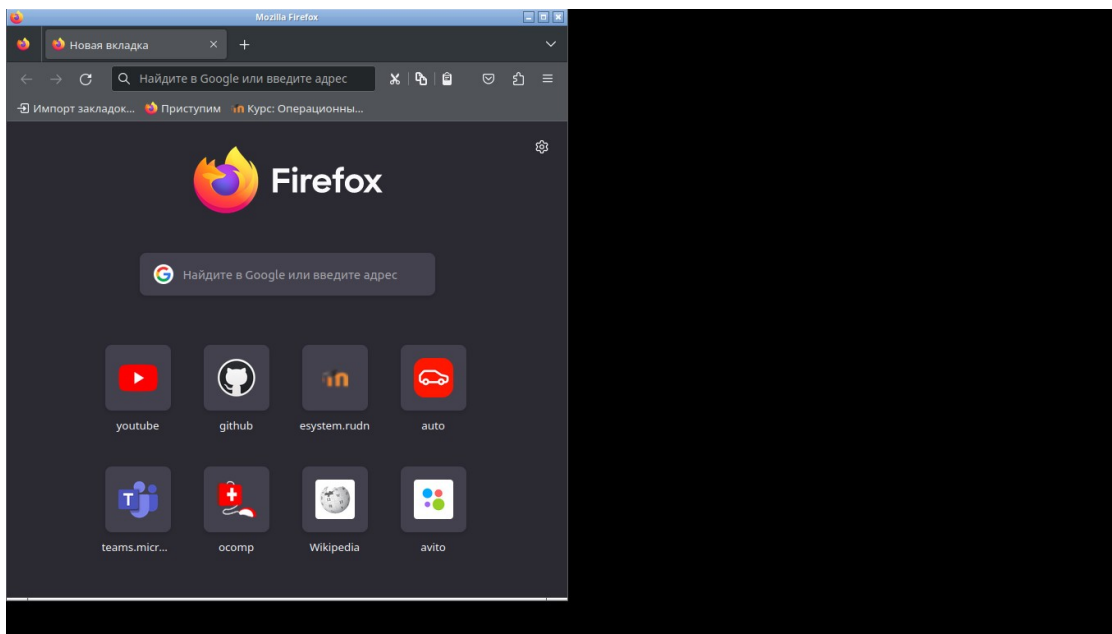 Mozilla Firefox
Новая вкладка
Найдите в Google или введите адрес
Импорт закладок... Приступим Курс: Операционны...
Firefox
Найдите в Google или введите адрес
youtube github esystem.rudn auto
teams.micr... ocomp Wikipedia avito